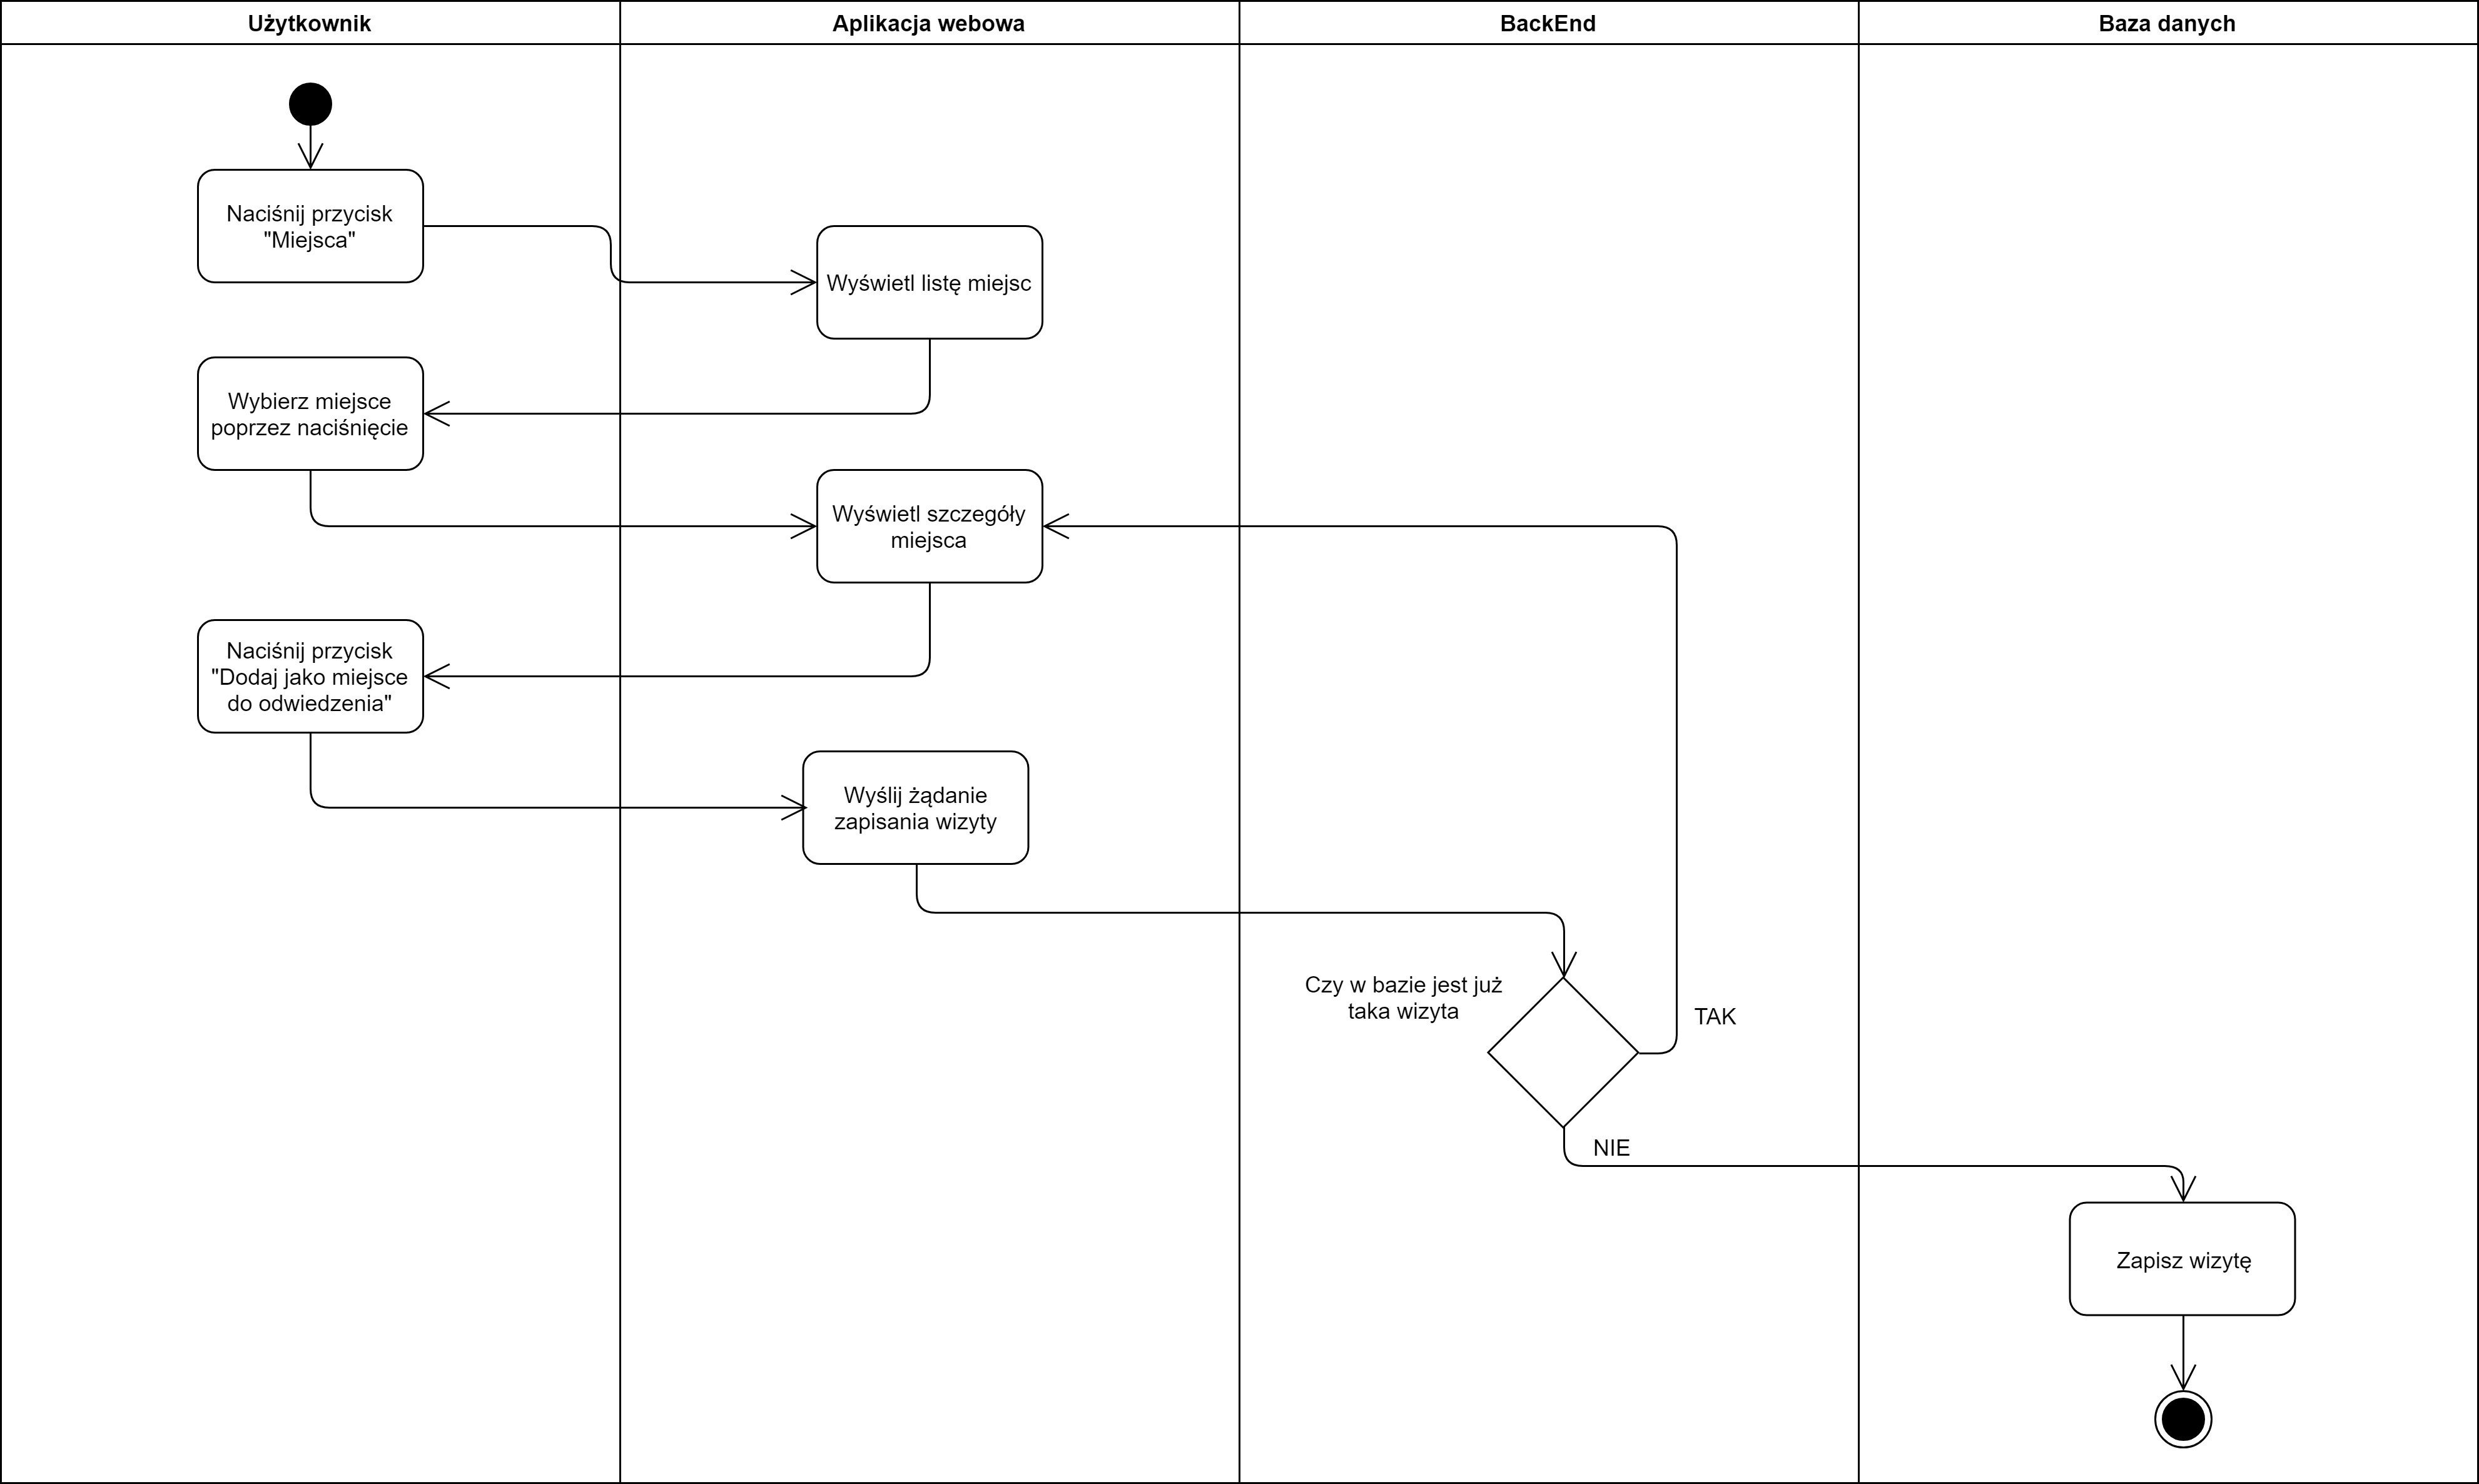 Użytkownik
Aplikacja webowa
BackEnd
Baza danych
Naciśnij przycisk
"Miejsca"
Wyświetl listę miejsc
Wybierz miejsce
poprzez naciśnięcie
Wyświetl szczegóły
miejsca
Naciśnij przycisk
"Dodaj jako miejsce
do odwiedzenia"
Wyślij żądanie
zapisania wizyty
Czy w bazie jest już
taka wizyta
TAK
NIE
Zapisz wizytę